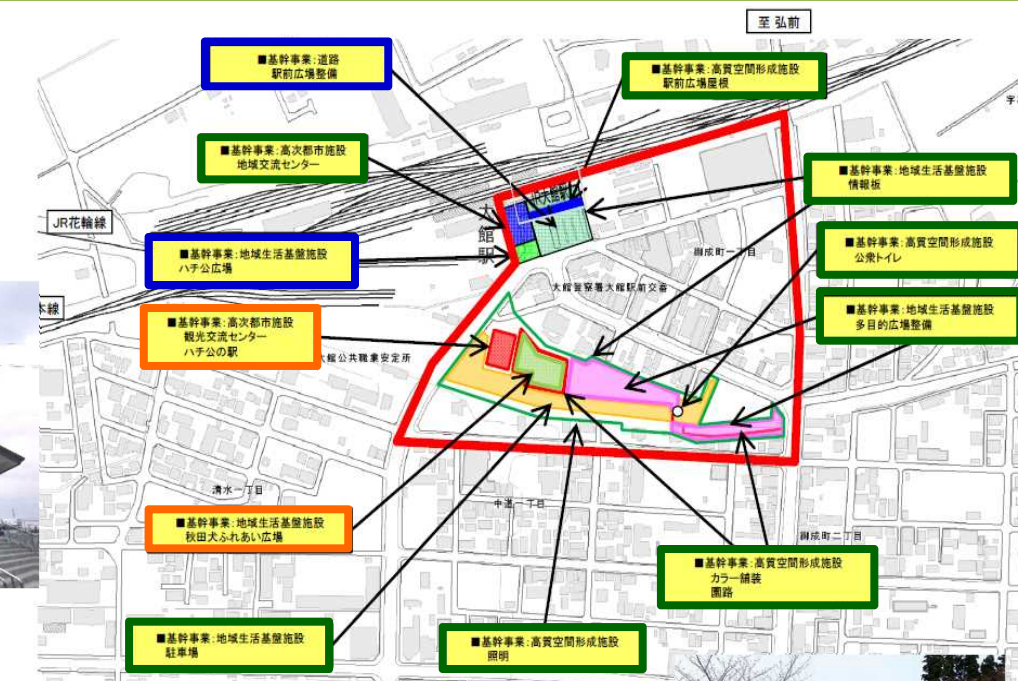 至 弘前
■基幹事業:道路
駅前広場整備
■基幹事業:高質空間形成施設
駅前広場屋根
■基幹事業:高次都市施設
地域交流センター
■基幹事業:地域生活基盤施設
情報板
JR花輪線
JR大館駅
大館駅
■基幹事業:地域生活基盤施設
ハチ公広場
御成町一丁目
■基幹事業:高質空間形成施設
公衆トイレ
大館警察署大館駅前交番
本線
■基幹事業:高次都市施設
観光交流センター
ハチ公の駅
大館公共職業安定所
■基幹事業:地域生活基盤施設
多目的広場整備
清水一丁目
中道一丁目
■基幹事業:地域生活基盤施設
秋田犬ふれあい広場
御成町二丁目
■基幹事業:高質空間形成施設
カラー舗装
園路
■基幹事業:地域生活基盤施設
駐車場
■基幹事業:高質空間形成施設
照明